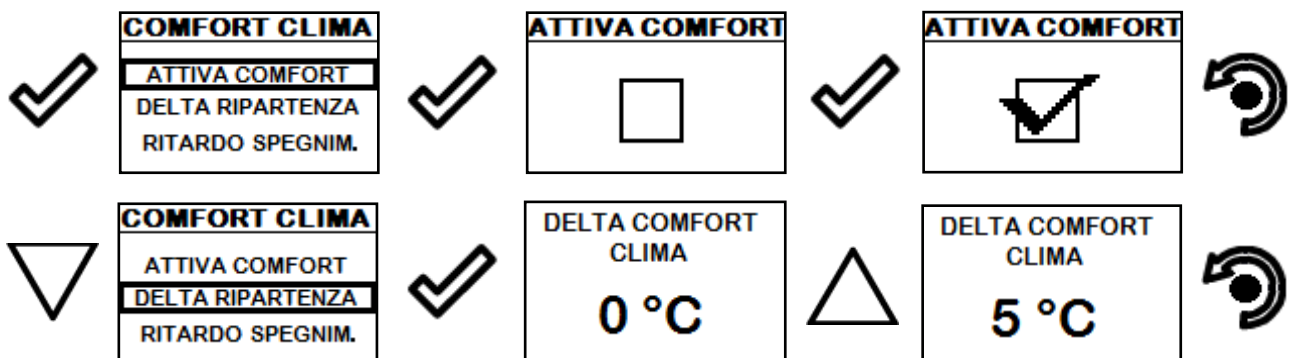 COMFORT CLIMA
ATTIVA COMFORT
DELTA RIPARTENZA
RITARDO SPEGNIM.
ATTIVA COMFORT
ATTIVA COMFORT
COMFORT CLIMA
ATTIVA COMFORT
DELTA RIPARTENZA
RITARDO SPEGNIM.
DELTA COMFORT
CLIMA
0 °C
DELTA COMFORT
CLIMA
5 °C